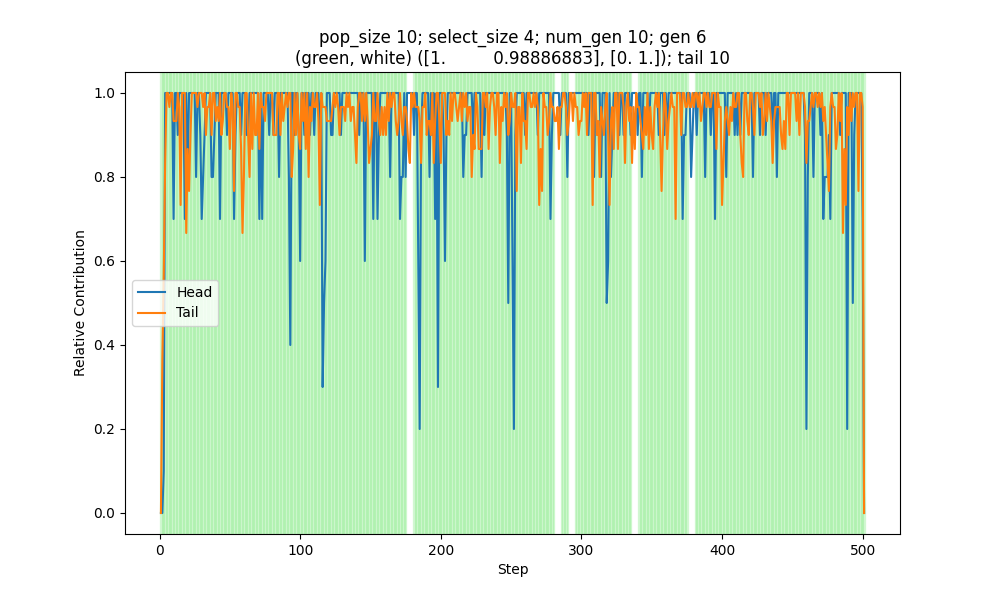 pop_size 10; select_size 4; num_gen 10; gen 6
(green, white) ([1.          0.98886883], [0. 1.]); tail 10
1.0
0.8
0.6
0.4
0.2
0.0
Relative Contribution
Head
Tail
0
100
200
300
400
500
Step